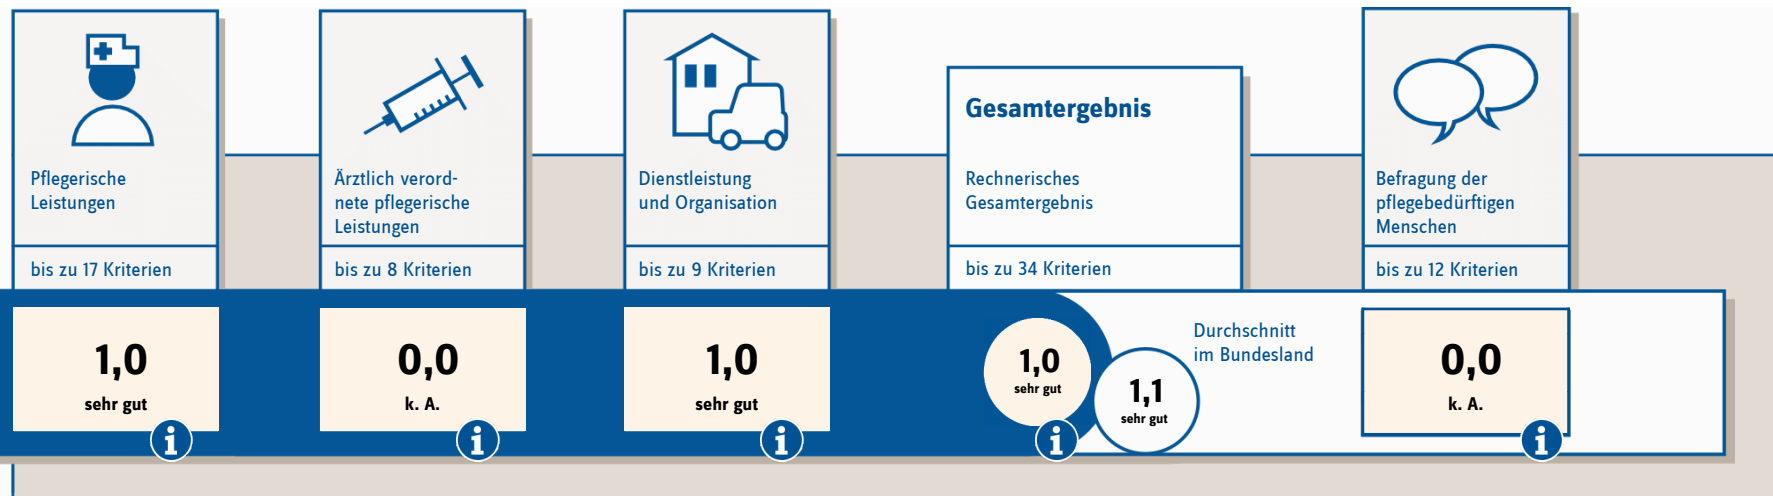 Pflegerische
Leistungen
bis zu 17 Kriterien
1,0
sehr gut
Ärztlich verord-
nete pflegerische
Leistungen
bis zu 8 Kriterien
0,0
k. A.
Dienstleistung
und Organisation
bis zu 9 Kriterien
1,0
sehr gut
Gesamtergebnis
Rechnerisches
Gesamtergebnis
bis zu 34 Kriterien
1,0
sehr gut
1,1
sehr gut
Durchschnitt
im Bundesland
Befragung der
pflegebedürftigen
Menschen
bis zu 12 Kriterien
0,0
k. A.